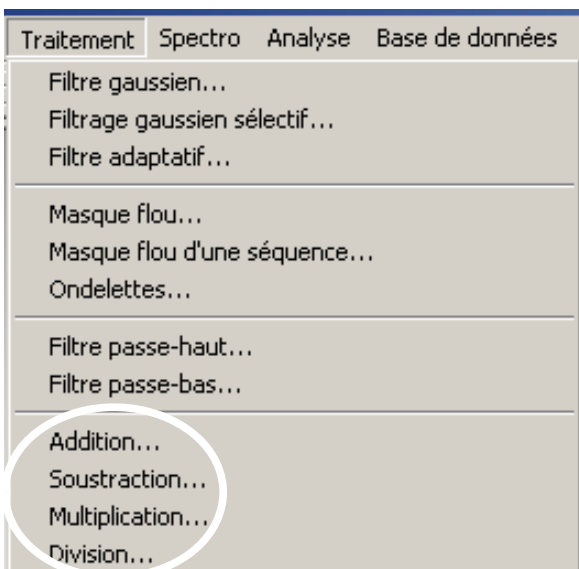 Traitement Spectro Analyse Base de données
Filtre gaussien...
Filtrage gaussien sélectif...
Filtre adaptatif...
Masque flou...
Masque flou d'une séquence...
Ondelettes...
Filtre passe-haut...
Filtre passe-bas...
Addition...
Soustraction...
Multiplication...
Division...